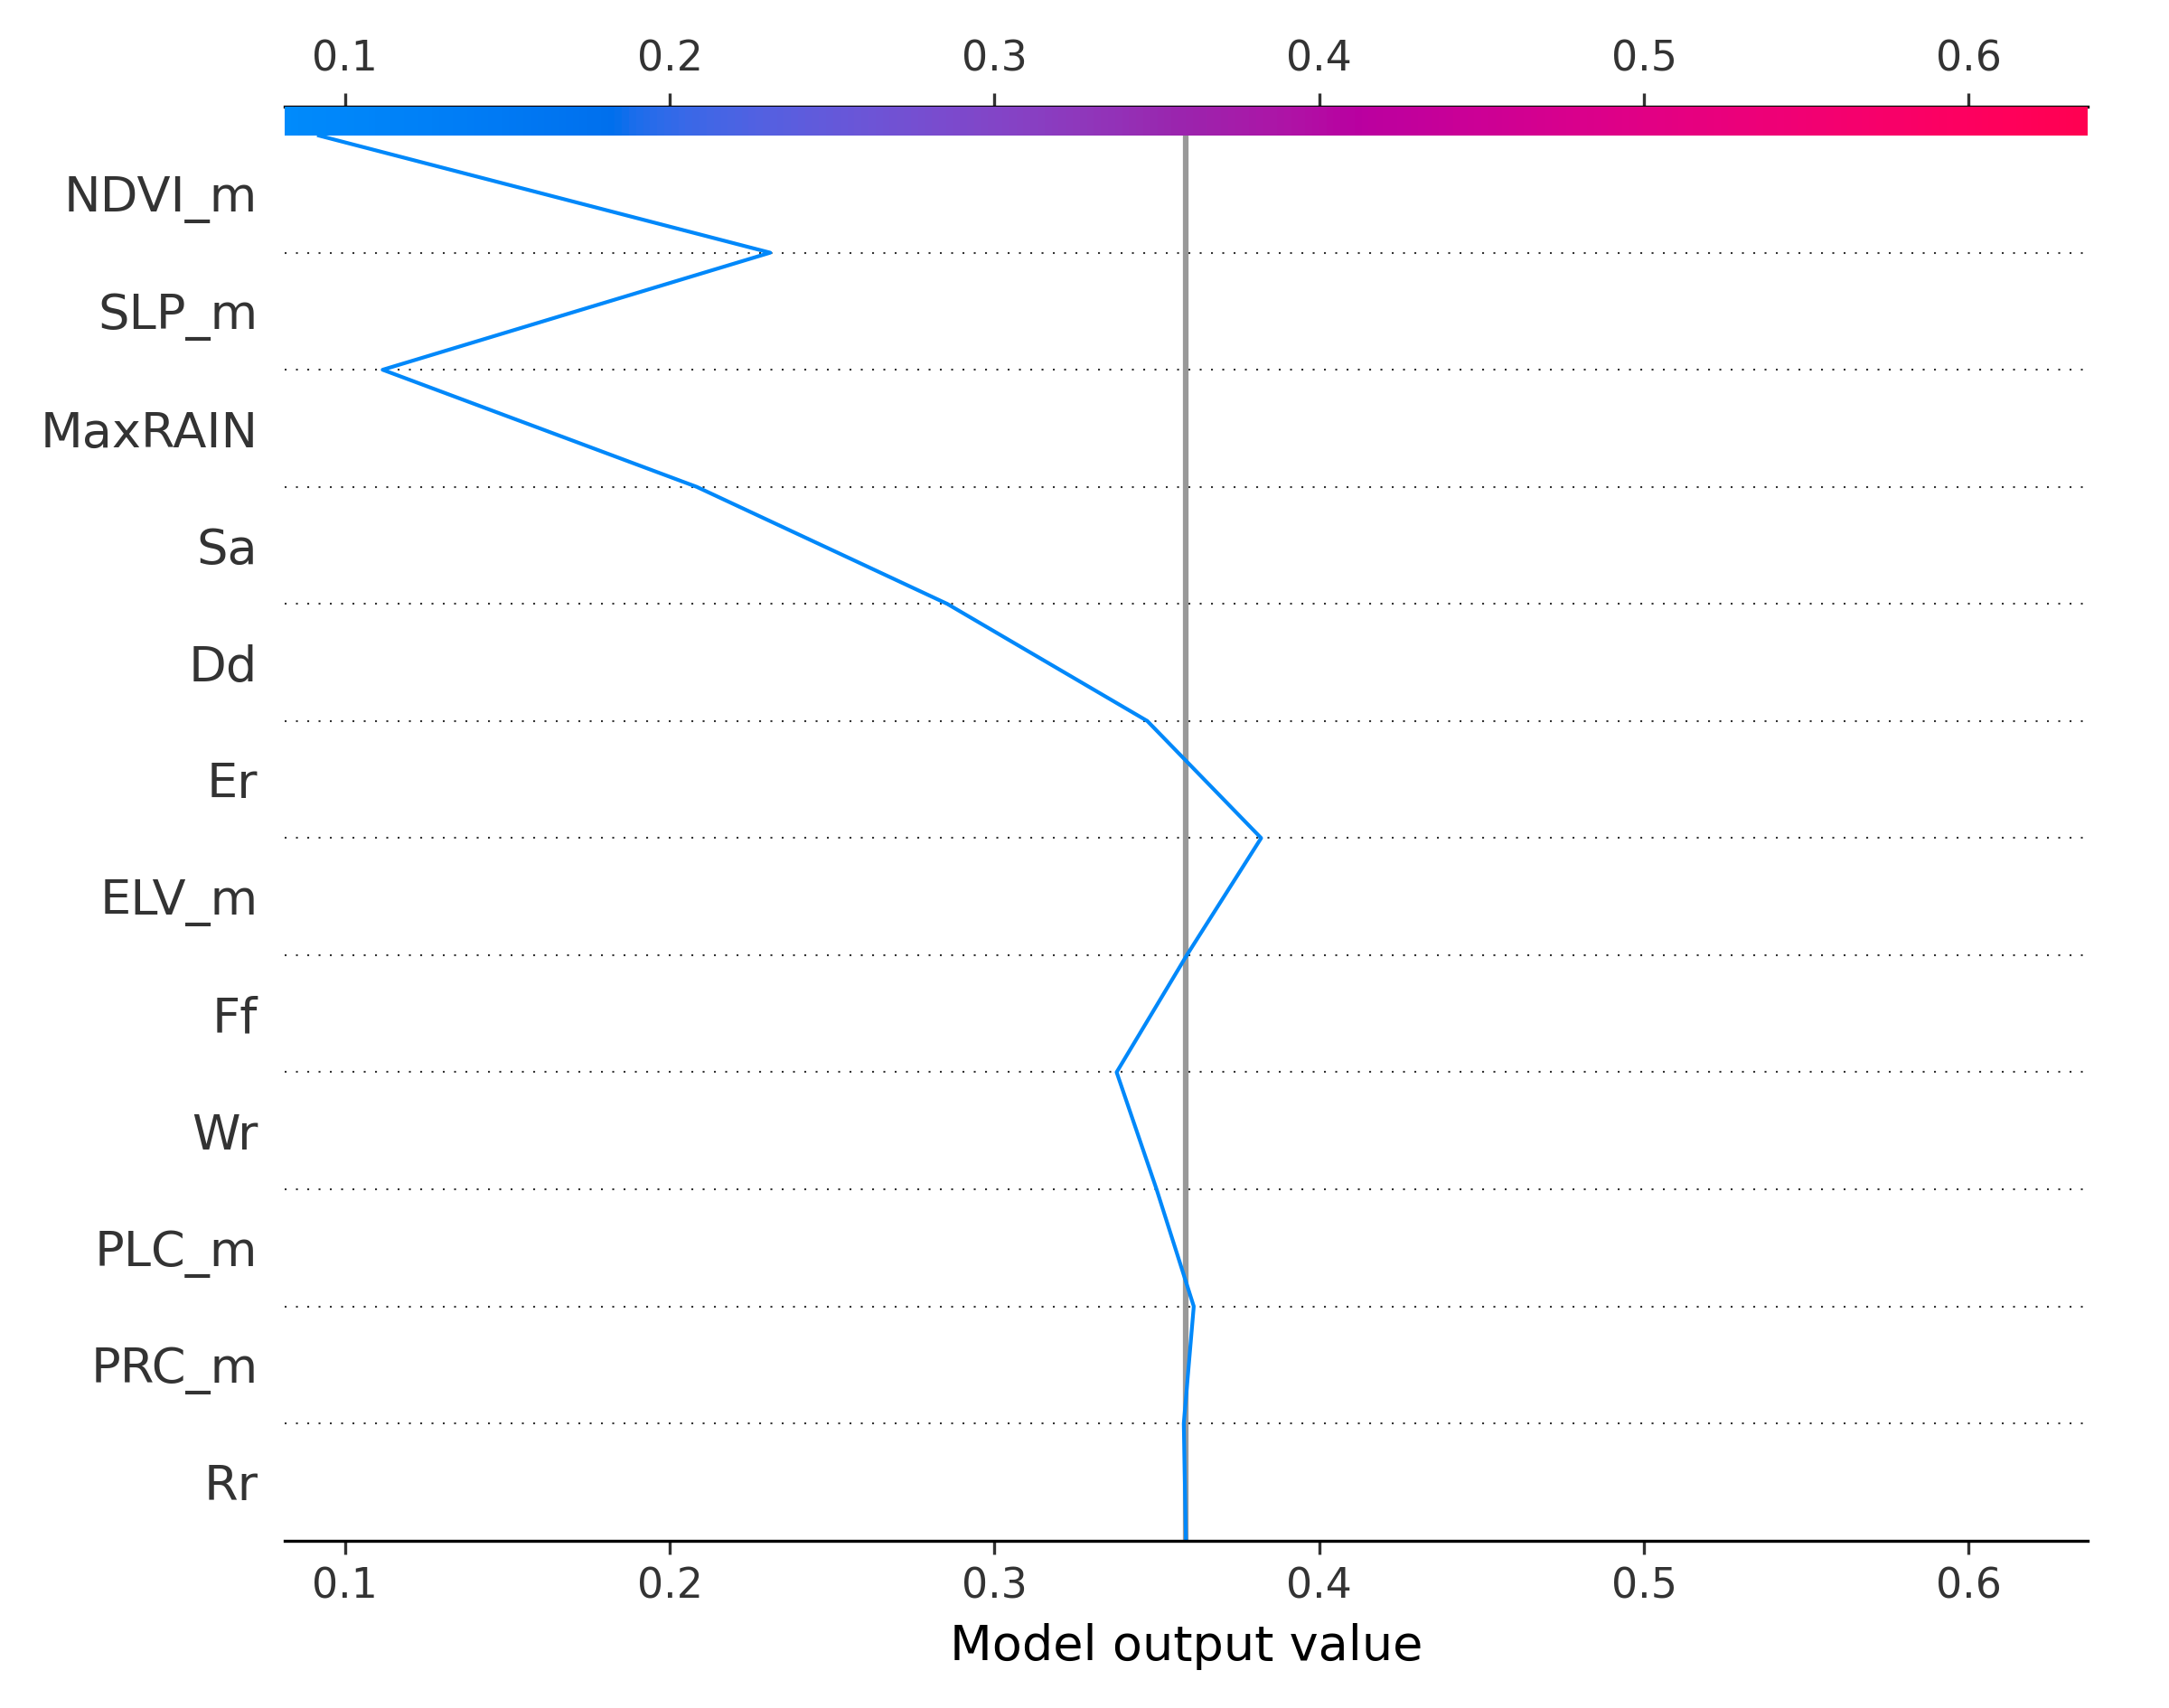 0.1 0.2 0.3 0.4 0.5 0.6
NDVI_m
SLP_m
MaxRAIN
Sa
Dd
Er
ELV_m
Ff
Wr
PLC_m
PRC_m
Rr
0.1 0.2 0.3 0.4 0.5 0.6
Model output value